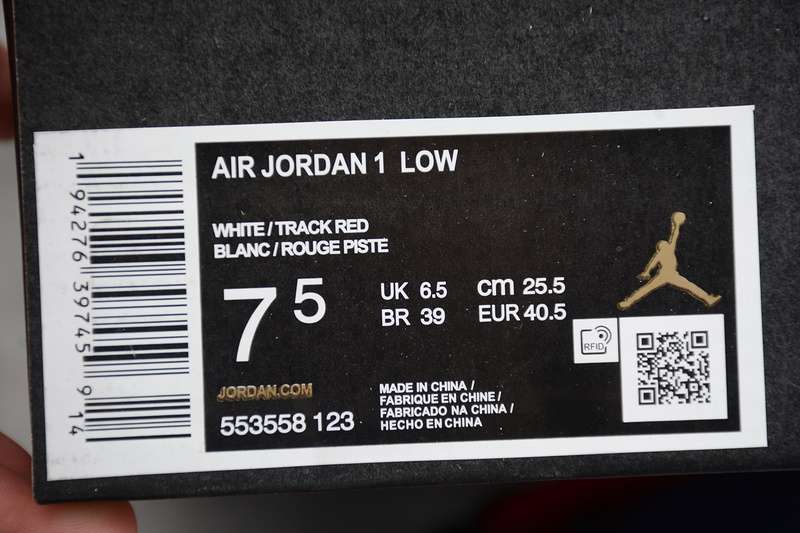 AIR JORDAN 1 LOW
WHITE / TRACK RED
BLANC / ROUGE PISTE
7 5
UK 6.5 cm 25.5
BR 39 EUR 40.5
RFID
JORDAN.COM
553558 123
MADE IN CHINA /
FABRIQUE EN CHINE /
FABRICADO NA CHINA /
HECHO EN CHINA
1 94276 39745 9 14